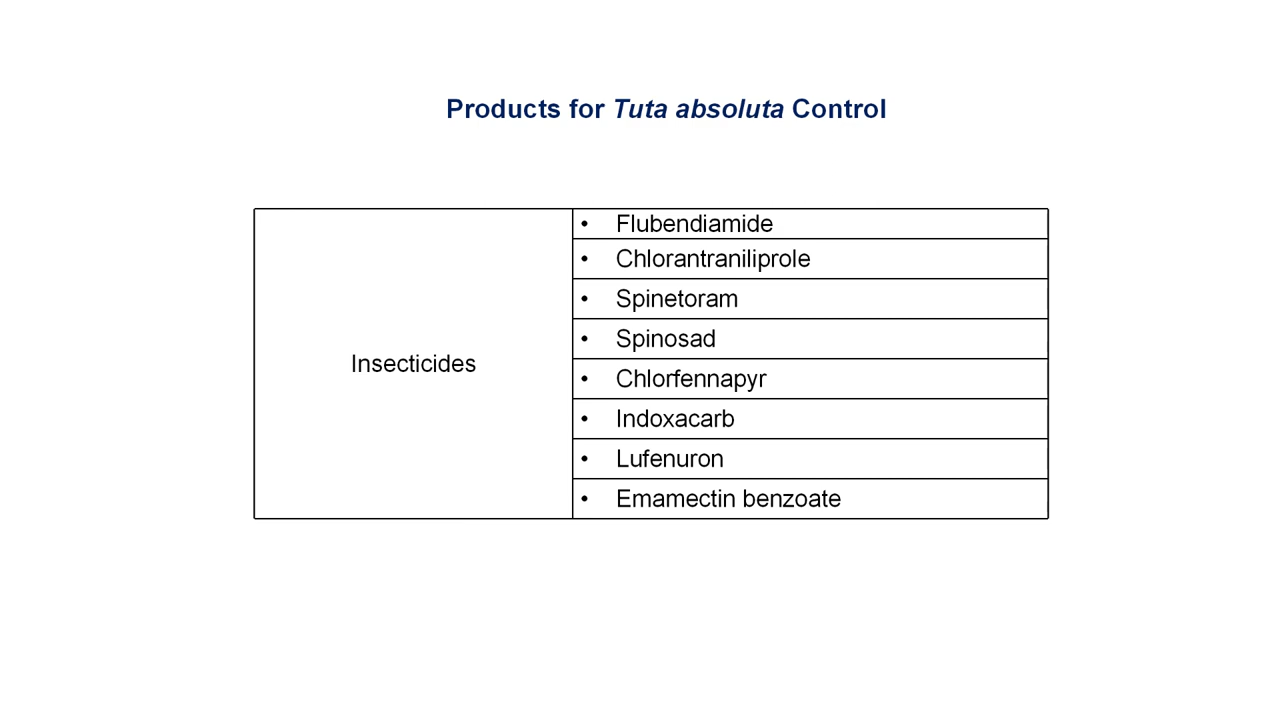 Products for Tuta absoluta Control
Insecticides
• Flubendiamide
• Chlorantraniliprole
• Spinetoram
• Spinosad
• Chlorfennapyr
• Indoxacarb
• Lufenuron
• Emamectin benzoate